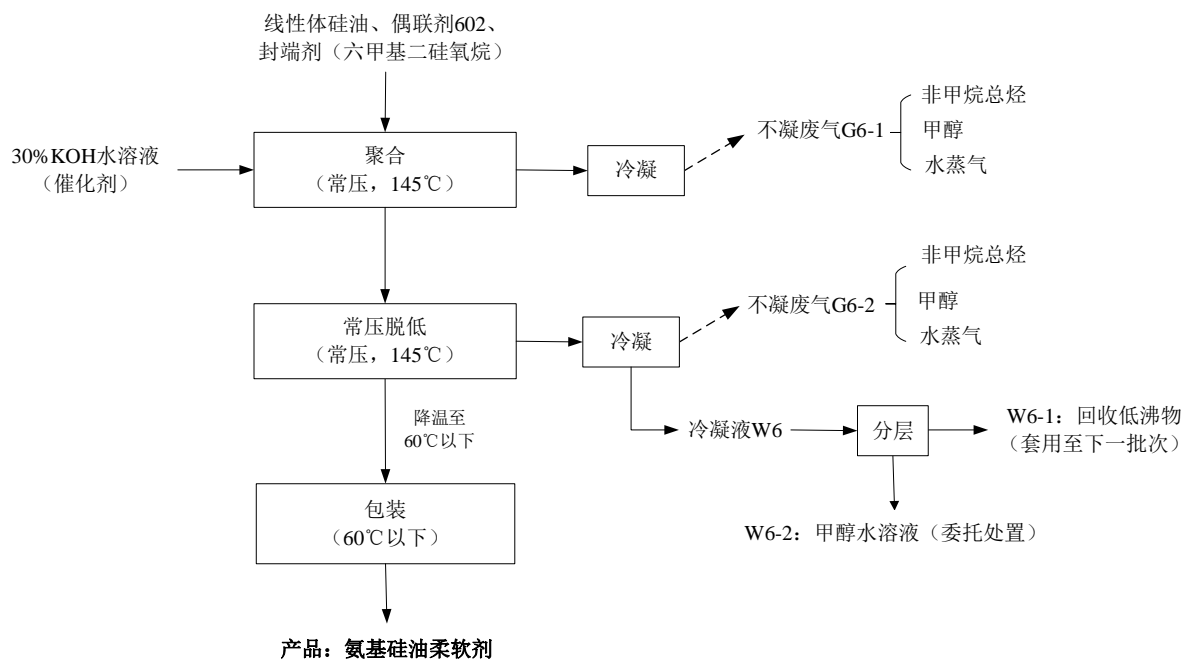 线性体硅油、偶联剂602、
封端剂（六甲基二硅氧烷）
30%KOH水溶液
（催化剂）
聚合
（常压，145℃）
冷凝
不凝废气G6-1
非甲烷总烃
甲醇
水蒸气
常压脱低
（常压，145℃）
冷凝
不凝废气G6-2
非甲烷总烃
甲醇
水蒸气
降温至
60℃以下
冷凝液W6
分层
W6-1：回收低沸物
（套用至下一批次）
W6-2：甲醇水溶液（委托处置）
包装
（60℃以下）
产品：氨基硅油柔软剂